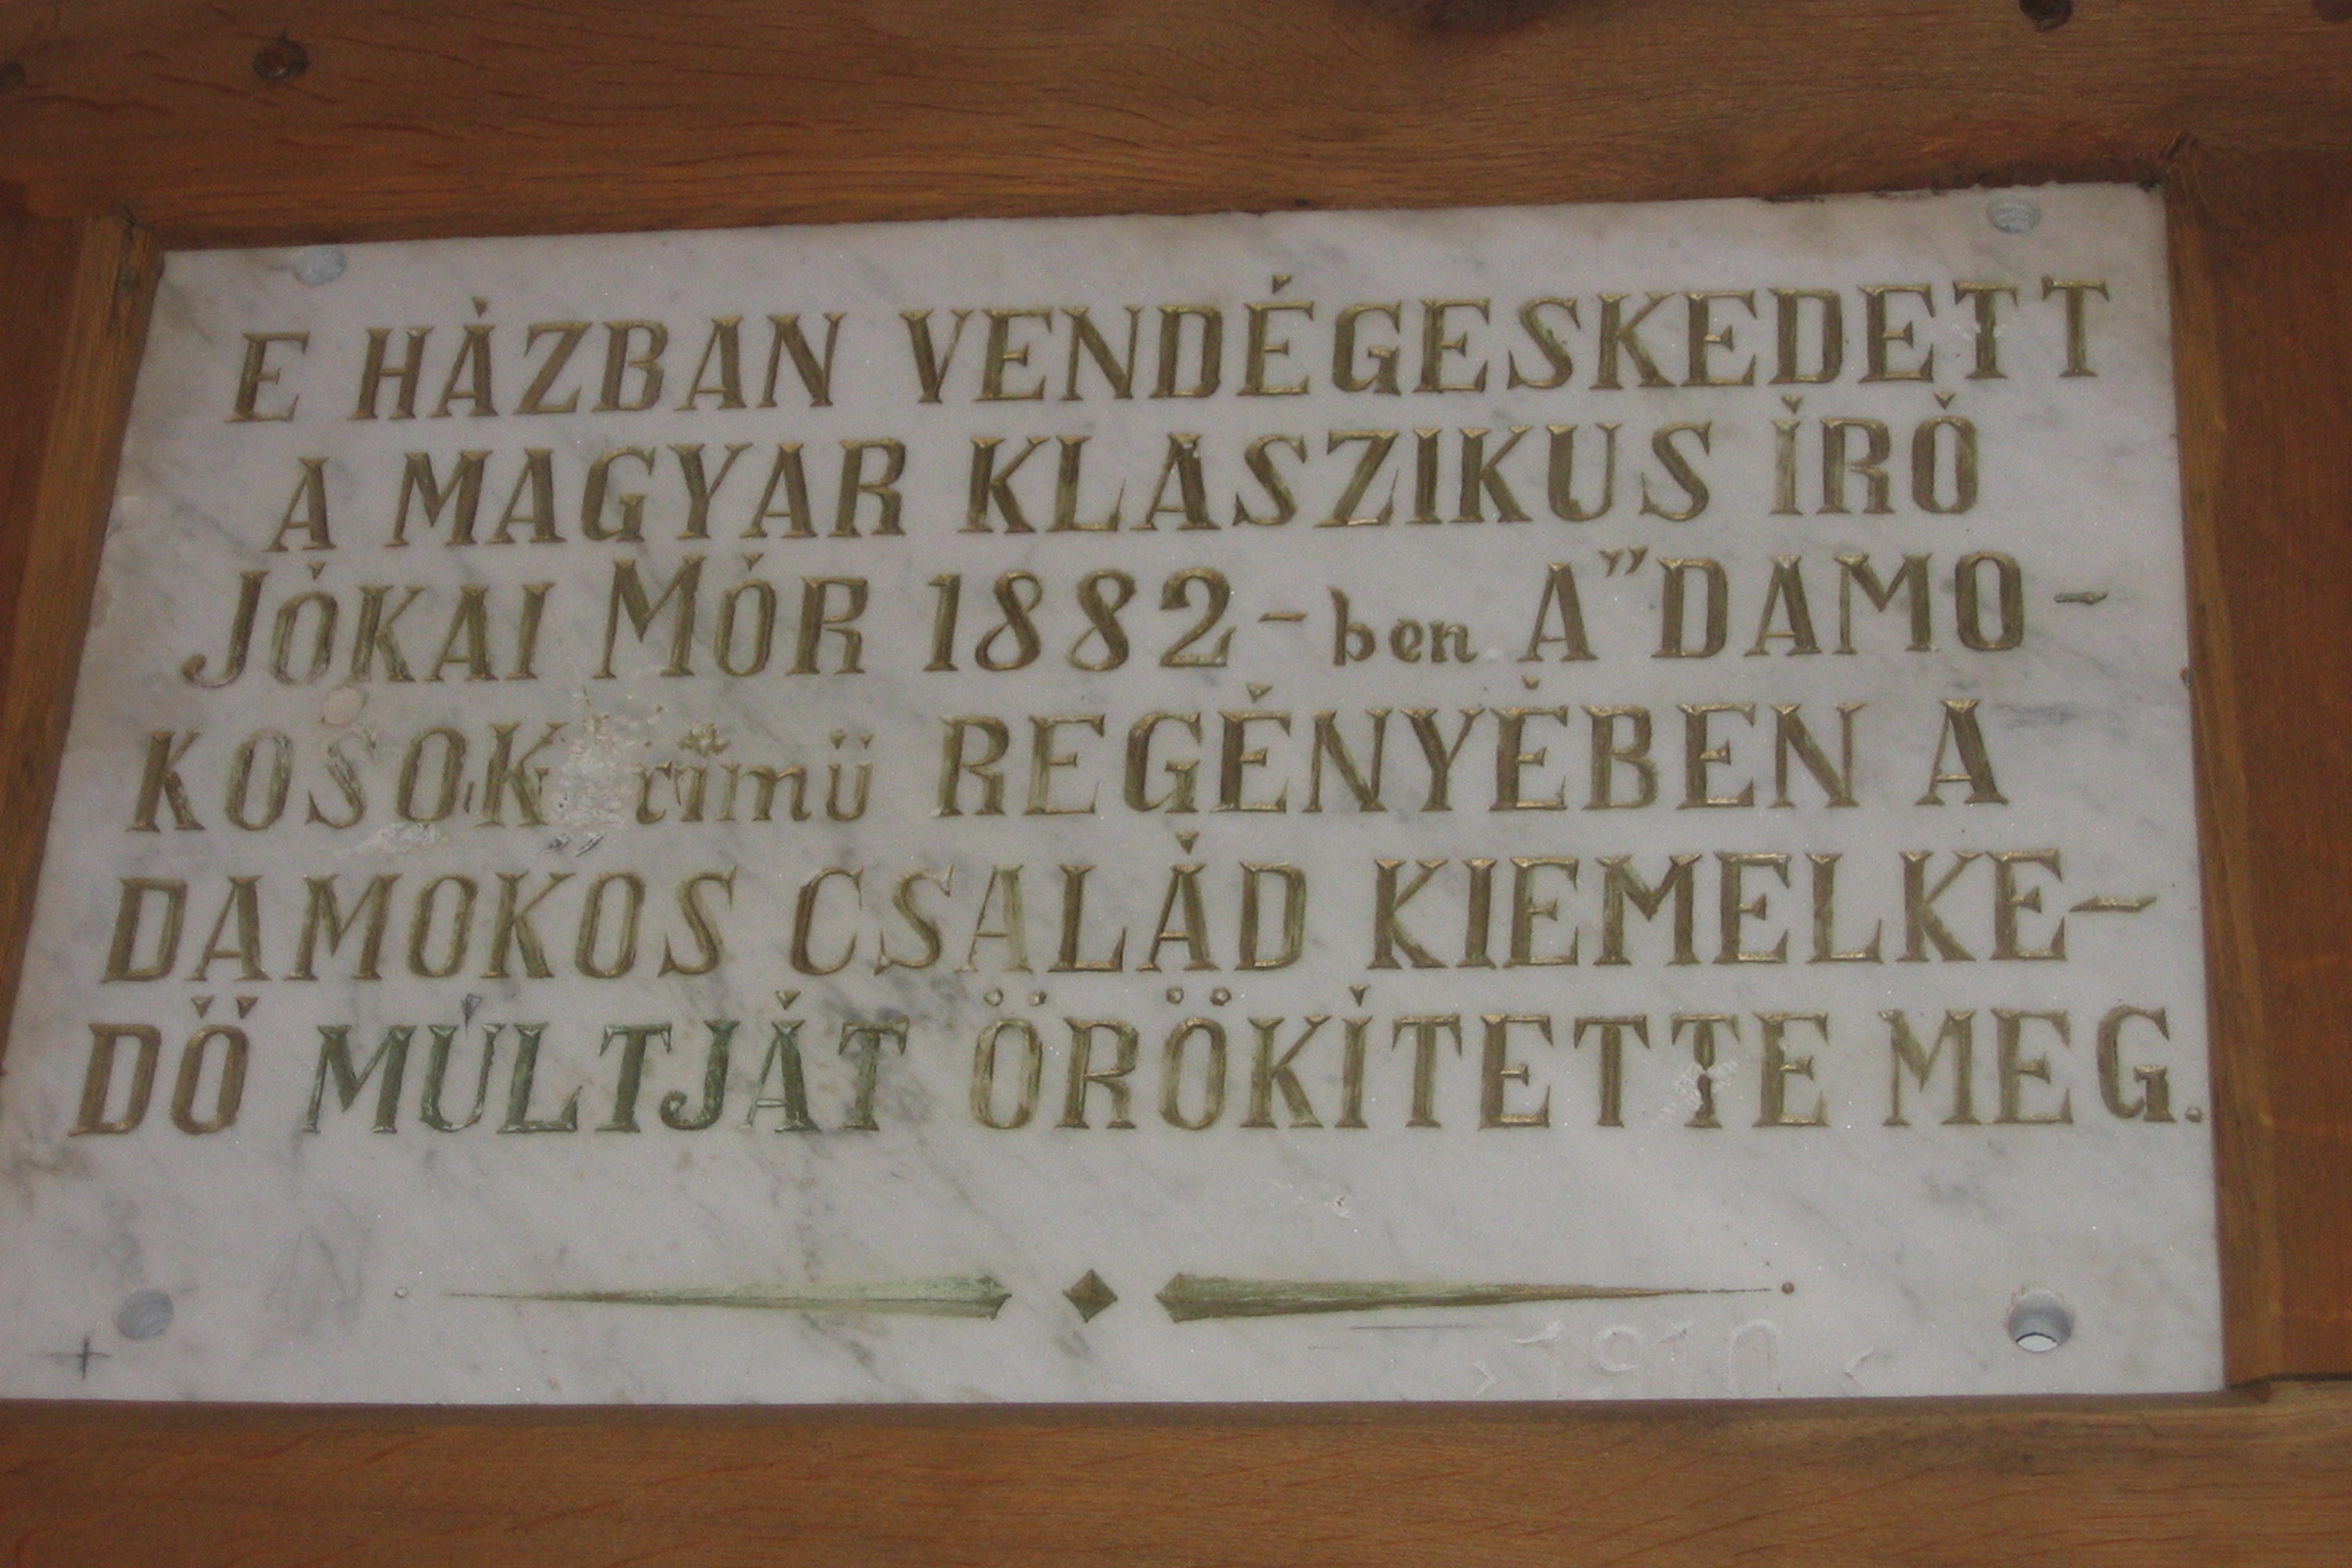 E HÁZBAN VENDÉGESKEDETT
A MAGYAR KLASZIKUS ÍRÓ
JÓKAI MÓR 1882-ben A "DAMO-
KOSOK című REGÉNYÉBEN A
DAMOKOS CSALÁD KIEMELKE-
DŐ MÚLTJÁT ÖRÖKÍTETTE MEG.
1910